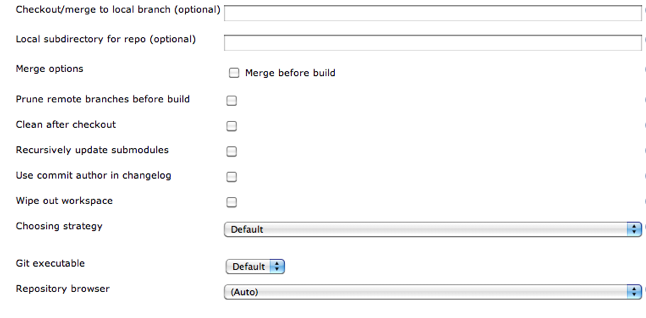 Checkout/merge to local branch (optional)
Local subdirectory for repo (optional)
Merge options Merge before build
Prune remote branches before build
Clean after checkout
Recursively update submodules
Use commit author in changelog
Wipe out workspace
Choosing strategy Default
Git executable Default
Repository browser (Auto)